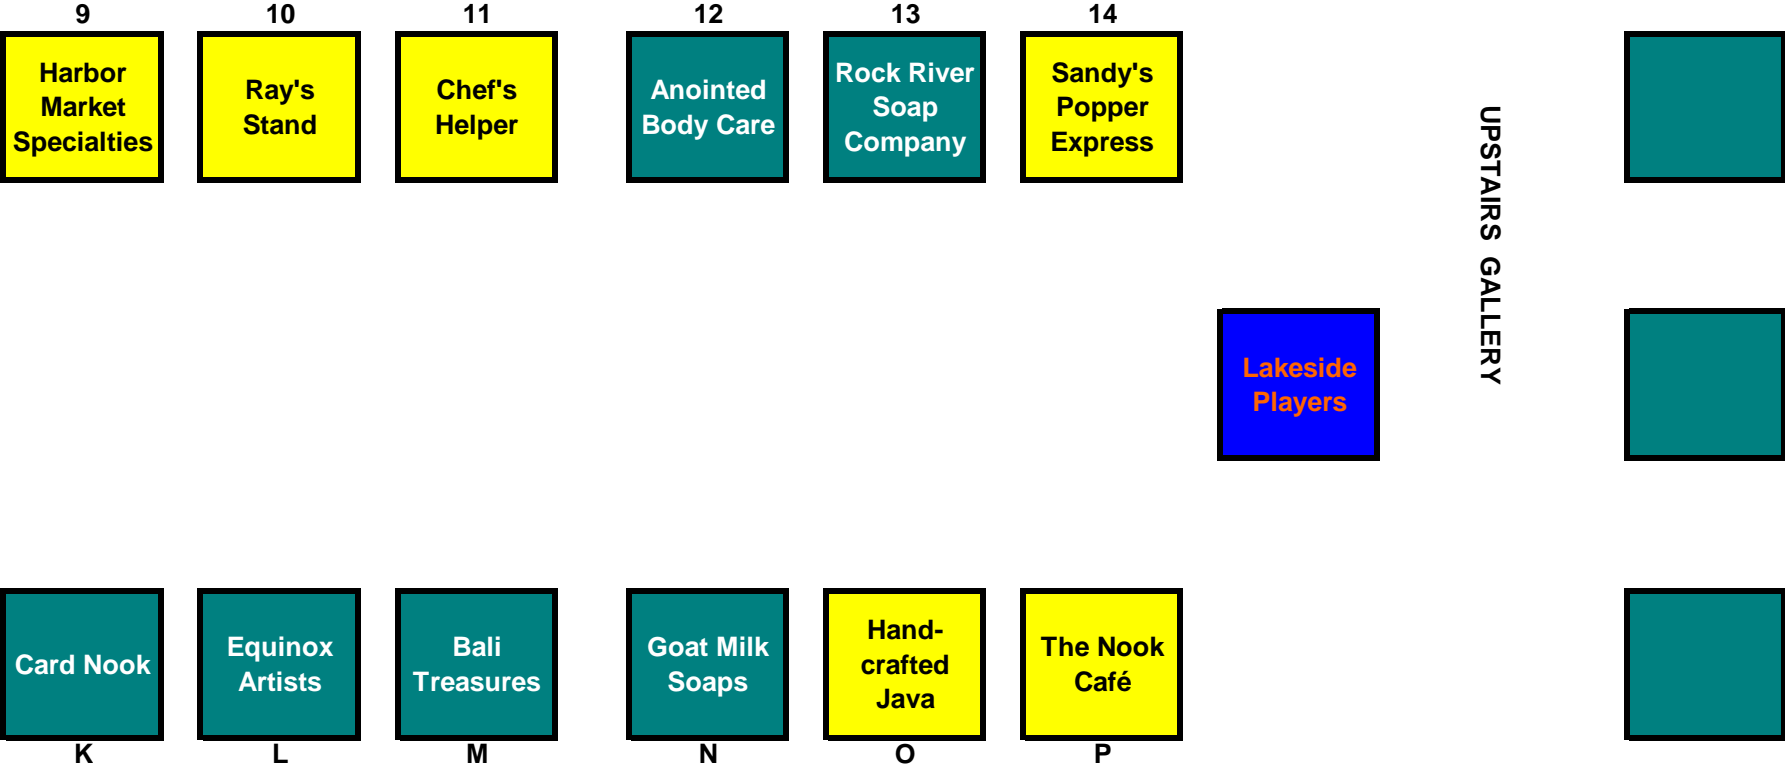 9
10
11
12
13
14
Harbor
Market
Specialties
Ray's
Stand
Chef's
Helper
Anointed
Body Care
Rock River
Soap
Company
Sandy's
Popper
Express
UPSTAIRS GALLERY
Lakeside
Players
Card Nook
Equinox
Artists
Bali
Treasures
Goat Milk
Soaps
Hand-
crafted
Java
The Nook
Café
K
L
M
N
O
P